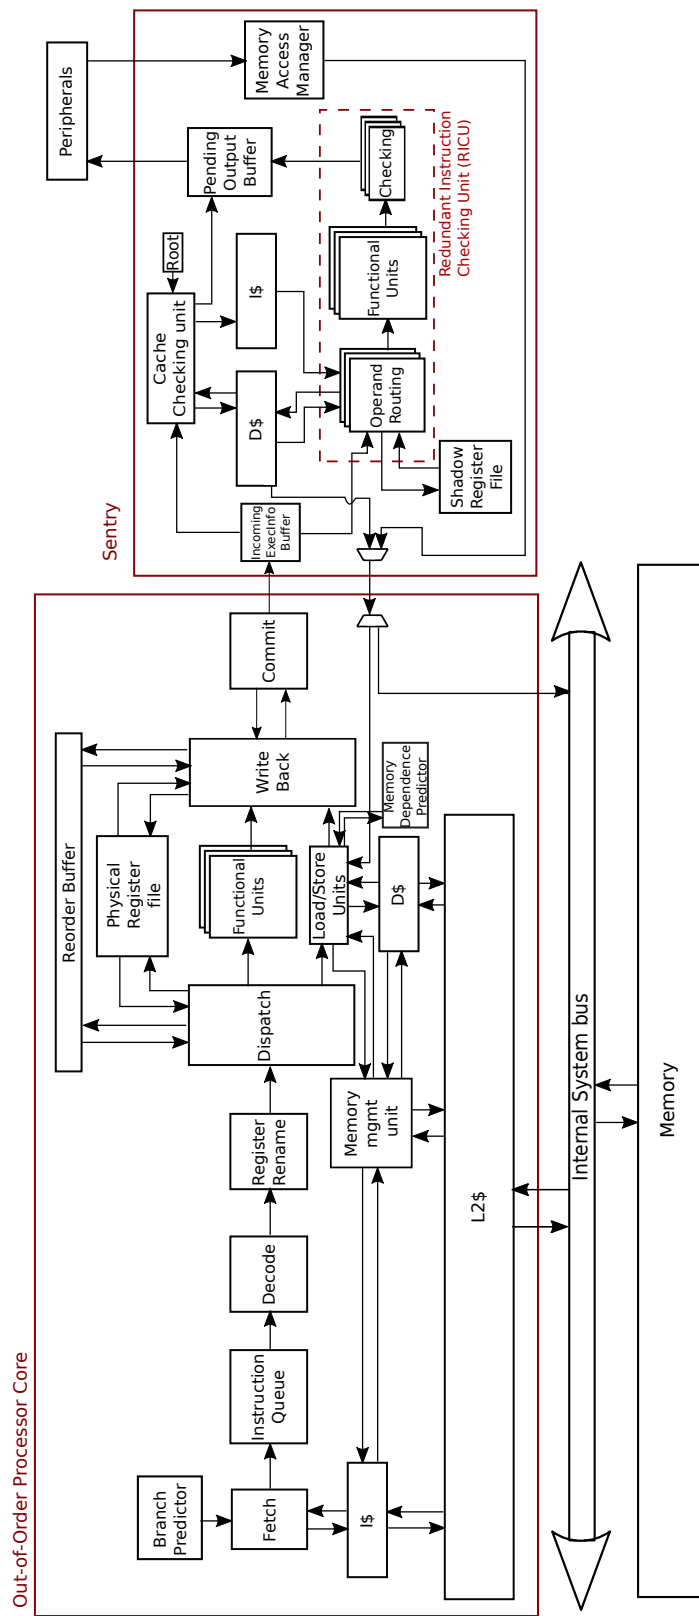 Out-of-Order Processor Core
Branch
Predictor
Fetch
I$
Instruction
Queue
Decode
Register
Rename
Reorder Buffer
Dispatch
Memory
mgmt
unit
Physical
Register
file
Functional
Units
Load/Store
Units
D$
Write
Back
Memory
Dependence
Predictor
Commit
L2$
Internal System bus
Memory
Sentry
Incoming
ExecInfo
Buffer
Cache
Checking unit
Root
D$
I$
Operand
Routing
Functional
Units
Checking
Redundant Instruction
Checking Unit (RICU)
Shadow
Register
File
Pending
Output
Buffer
Memory
Access
Manager
Peripherals